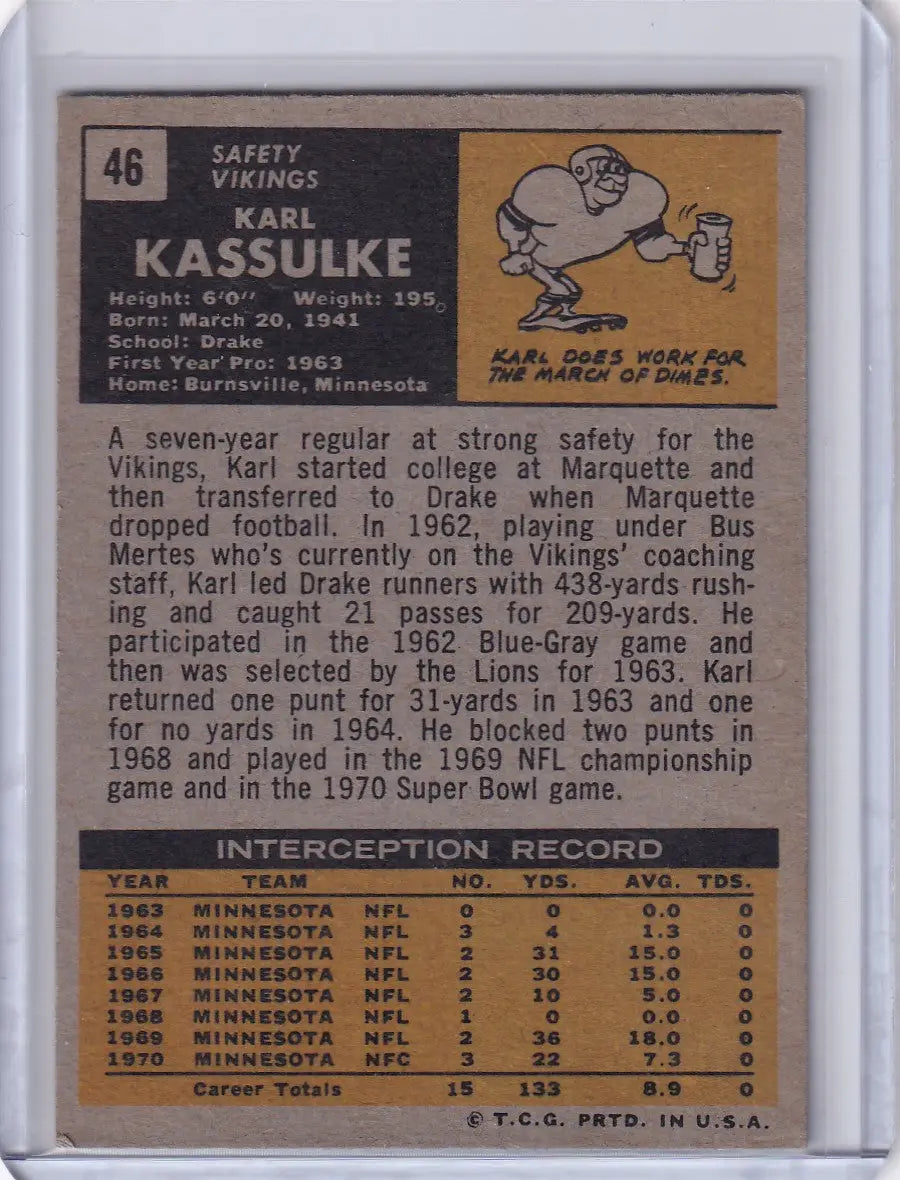 46
SAFETY
VIKINGS
KARL
KASSULKE
Height: 6'0" Weight: 195
Born: March 20, 1941
School: Drake
First Year Pro: 1963
Home: Burnsville, Minnesota
KARL DOES WORK FOR
THE MARCH OF DIMES.
A seven-year regular at strong safety for the
Vikings, Karl started college at Marquette and
then transferred to Drake when Marquette
dropped football. In 1962, playing under Bus
Mertes who's currently on the Vikings' coaching
staff, Karl led Drake runners with 438-yards rush-
ing and caught 21 passes for 209-yards. He
participated in the 1962 Blue-Gray game and
then was selected by the Lions for 1963. Karl
returned one punt for 31-yards in 1963 and one
for no yards in 1964. He blocked two punts in
1968 and played in the 1969 NFL championship
game and in the 1970 Super Bowl game.
INTERCEPTION RECORD
YEAR TEAM NO. YDS. AVG. TDS.
1963 MINNESOTA NFL 0 0 0.0 0
1964 MINNESOTA NFL 3 4 1.3 0
1965 MINNESOTA NFL 2 31 15.0 0
1966 MINNESOTA NFL 2 30 15.0 0
1967 MINNESOTA NFL 2 10 5.0 0
1968 MINNESOTA NFL 1 0 0.0 0
1969 MINNESOTA NFL 2 36 18.0 0
1970 MINNESOTA NFC 3 22 7.3 0
Career Totals 15 133 8.9 0
© T.C.G. PRTD. IN U.S.A.